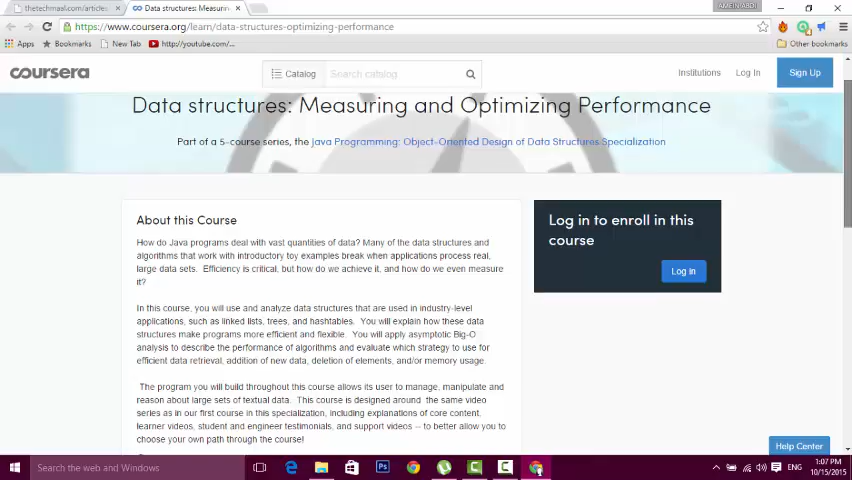 thetechmaal.com/articles
Data structures: Measurin
AMEIN ABDI
https://www.coursera.org/learn/data-structures-optimizing-performance
Apps
Bookmarks
New Tab
http://youtube.com/...
Other bookmarks
coursera
Catalog
Search catalog
Institutions
Log In
Sign Up
Data structures: Measuring and Optimizing Performance
Part of a 5-course series, the Java Programming: Object-Oriented Design of Data Structures Specialization
About this Course
How do Java programs deal with vast quantities of data? Many of the data structures and
algorithms that work with introductory toy examples break when applications process real,
large data sets. Efficiency is critical, but how do we achieve it, and how do we even measure
it?
In this course, you will use and analyze data structures that are used in industry-level
applications, such as linked lists, trees, and hashtables. You will explain how these data
structures make programs more efficient and flexible. You will apply asymptotic Big-O
analysis to describe the performance of algorithms and evaluate which strategy to use for
efficient data retrieval, addition of new data, deletion of elements, and/or memory usage.
The program you will build throughout this course allows its user to manage, manipulate and
reason about large sets of textual data. This course is designed around the same video
series as in our first course in this specialization, including explanations of core content,
learner videos, student and engineer testimonials, and support videos -- to better allow you to
choose your own path through the course!
Log in to enroll in this
course
Log in
Help Center
Search the web and Windows
ENG
1:07 PM
10/15/2015